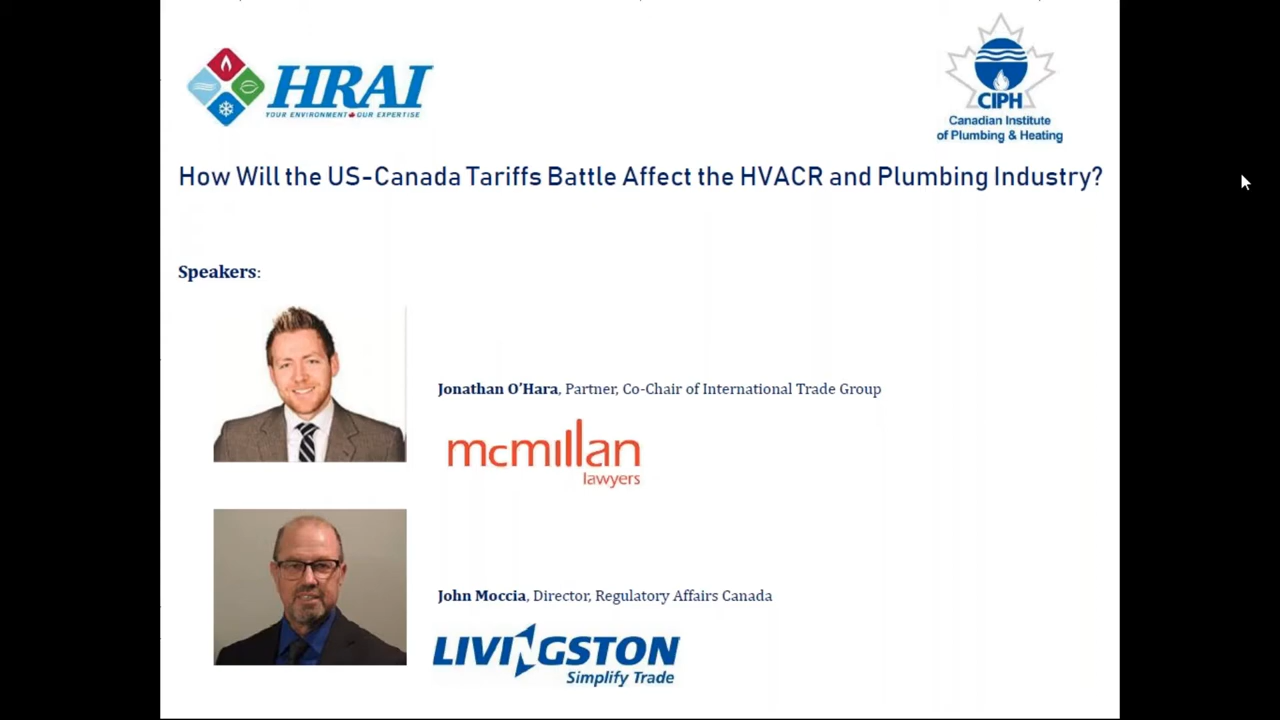 HRAI
YOUR ENVIRONMENT OUR EXPERTISE
CIPH
Canadian Institute
of Plumbing & Heating
How Will the US-Canada Tariffs Battle Affect the HVACR and Plumbing Industry?
Speakers:
Jonathan O'Hara, Partner, Co-Chair of International Trade Group
mcmillan
lawyers
John Moccia, Director, Regulatory Affairs Canada
LIVINGSTON
Simplify Trade